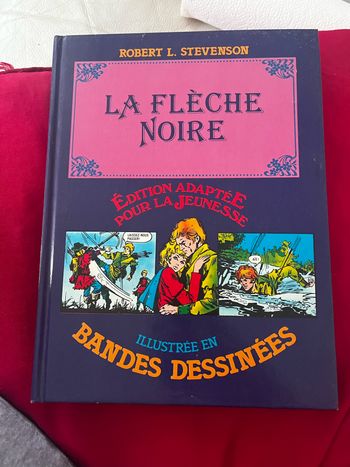 ROBERT L. STEVENSON
LA FLÈCHE
NOIRE
ÉDITION ADAPTÉE
POUR LA JEUNESSE
LAISSEZ-NOUS
PASSER!
ILLUSTRÉE EN
BANDES DESSINÉES